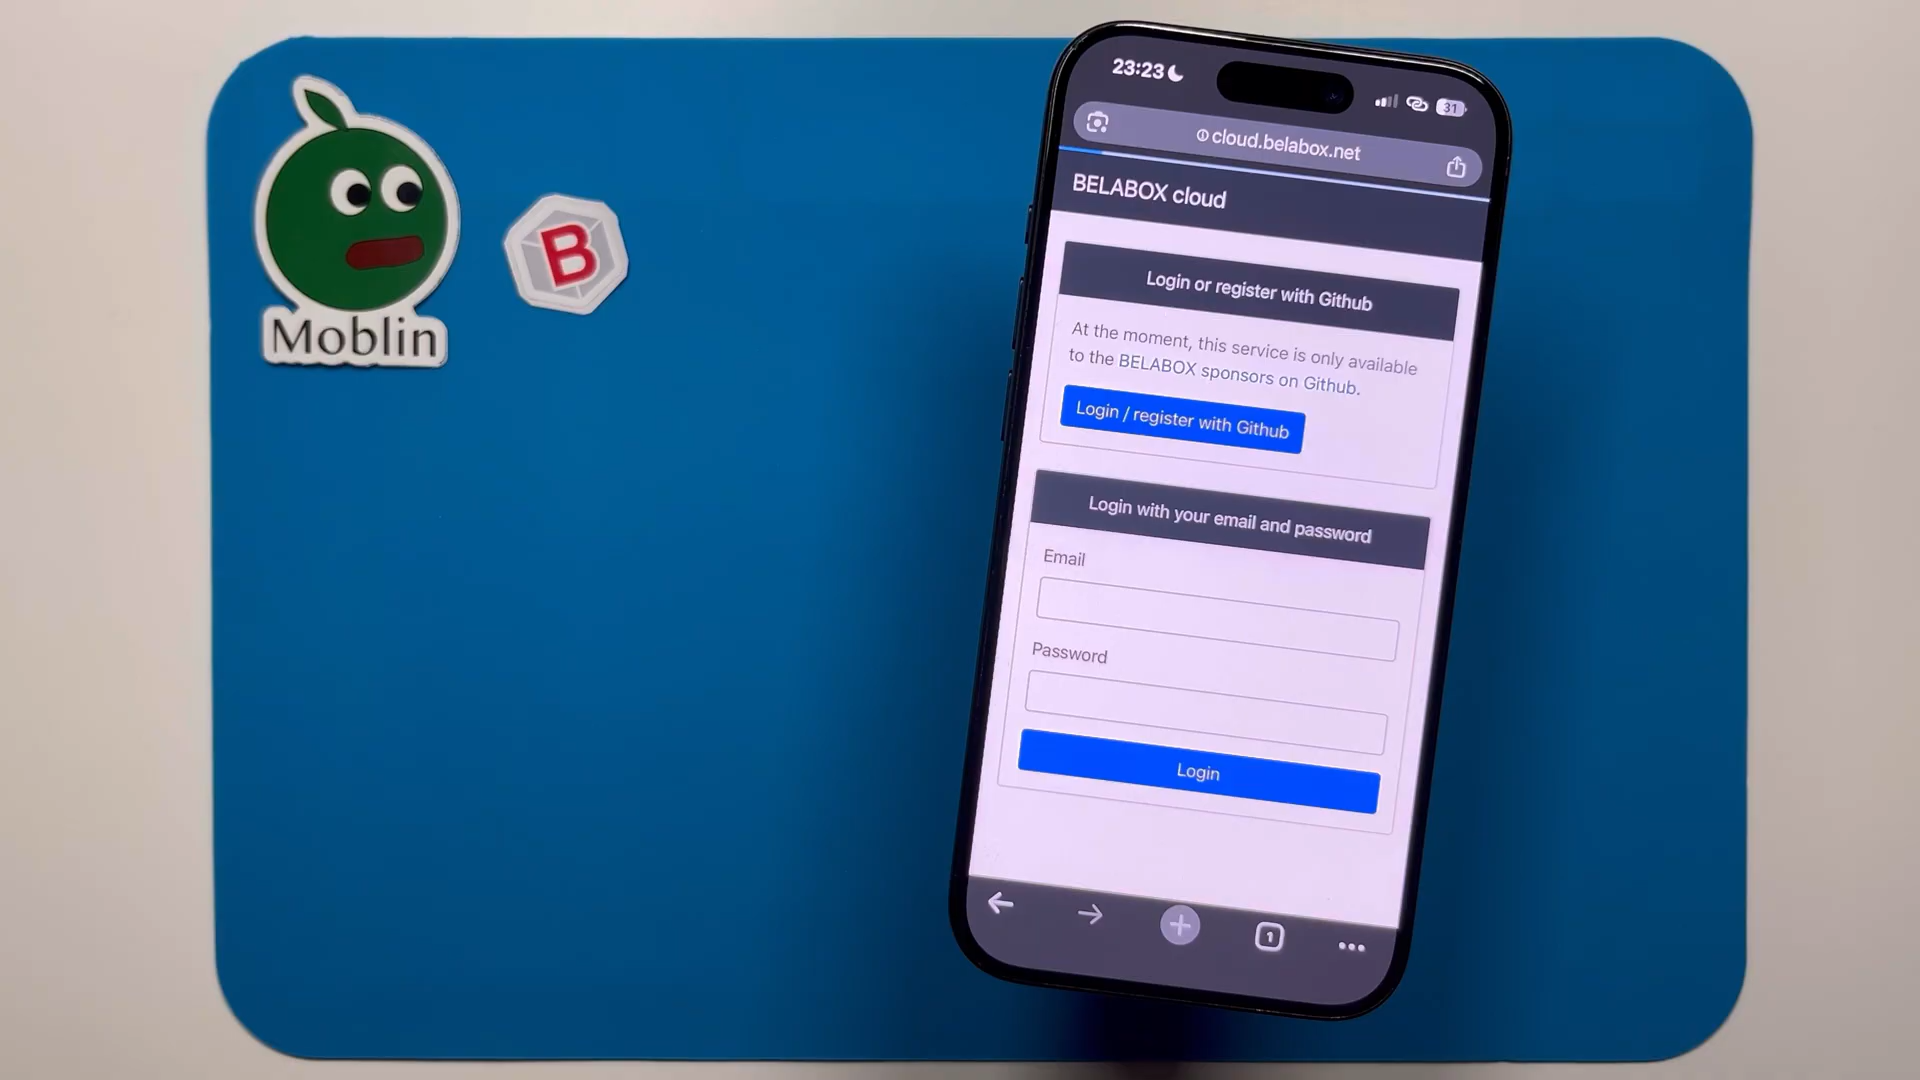 Moblin
B
23:23
31
cloud.belabox.net
BELABOX cloud
Login or register with Github
At the moment, this service is only available
to the BELABOX sponsors on Github.
Login / register with Github
Login with your email and password
Email
Password
Login
1